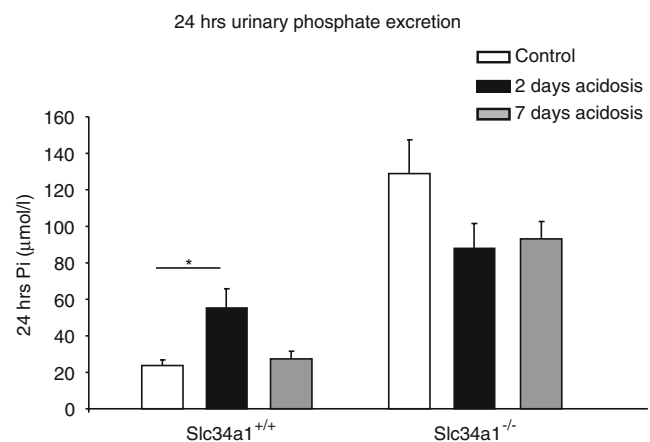 24 hrs urinary phosphate excretion
Control
2 days acidosis
7 days acidosis
24 hrs Pi (μmol/l)
160
140
120
100
80
60
40
20
0
*
Slc34a1+/+
Slc34a1-/-